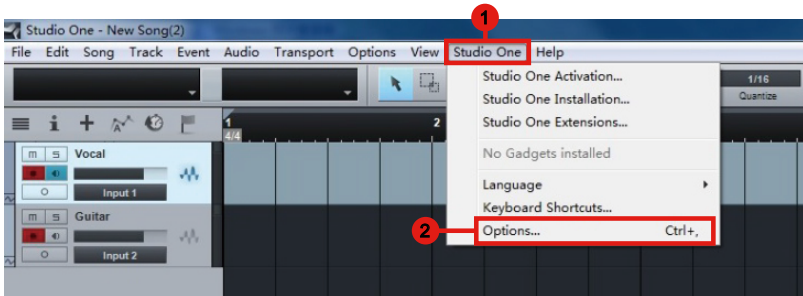 1
Studio One - New Song(2)
File Edit Song Track Event Audio Transport Options View Studio One Help
Studio One Activation...
Studio One Installation...
Studio One Extensions...
No Gadgets installed
Language
Keyboard Shortcuts...
2 Options... Ctrl+,
1/16
Quantize
1 2
4/4
m s Vocal
Input 1
m s Guitar
Input 2